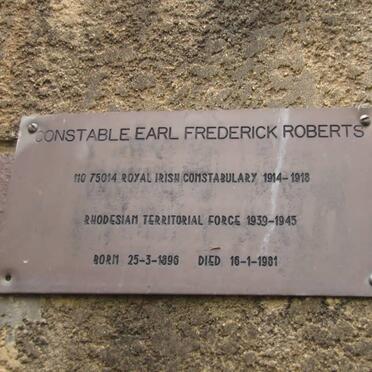 CONSTABLE EARL FREDERICK ROBERTS
NO 75014 ROYAL IRISH CONSTABULARY 1914-1918
RHODESIAN TERRITORIAL FORCE 1939-1945
BORN 25-3-1896 DIED 16-1-1981